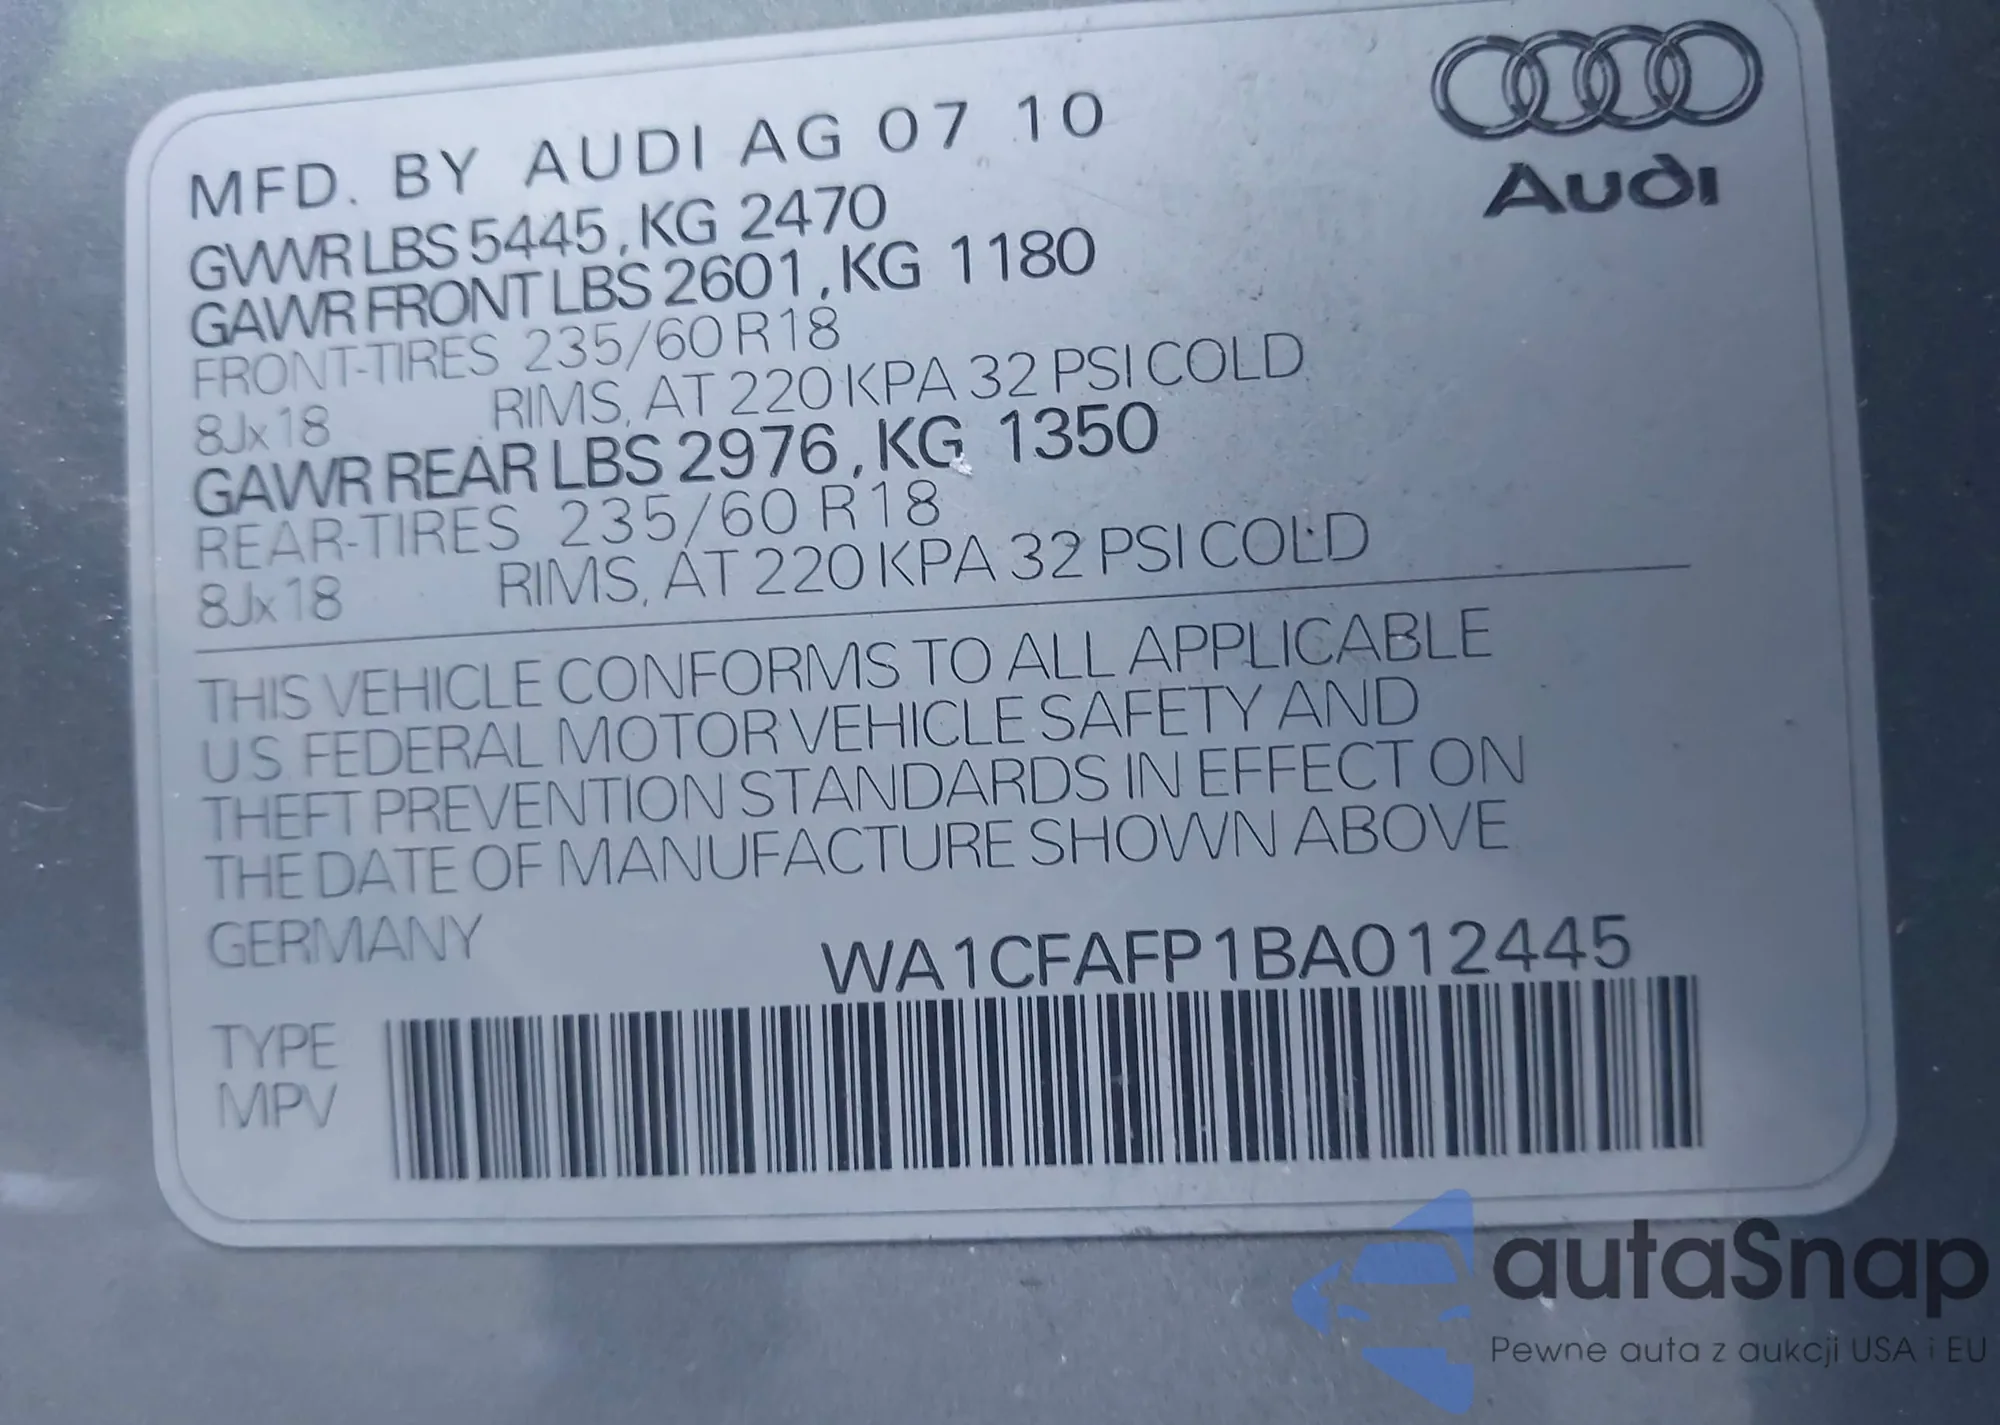 MFD. BY AUDI AG 07 10
Audi
GVWR LBS 5445, KG 2470
GAWR FRONT LBS 2601, KG 1180
FRONT-TIRES 235/60 R18
8Jx18 RIMS, AT 220 KPA 32 PSI COLD
GAWR REAR LBS 2976, KG 1350
REAR-TIRES 235/60 R18
8Jx18 RIMS, AT 220 KPA 32 PSI COLD
THIS VEHICLE CONFORMS TO ALL APPLICABLE
US FEDERAL MOTOR VEHICLE SAFETY AND
THEFT PREVENTION STANDARDS IN EFFECT ON
THE DATE OF MANUFACTURE SHOWN ABOVE
GERMANY
WA1CFAFP1BA012445
TYPE
MPV
autaSnap
Pewne auta z aukcji USA i EU